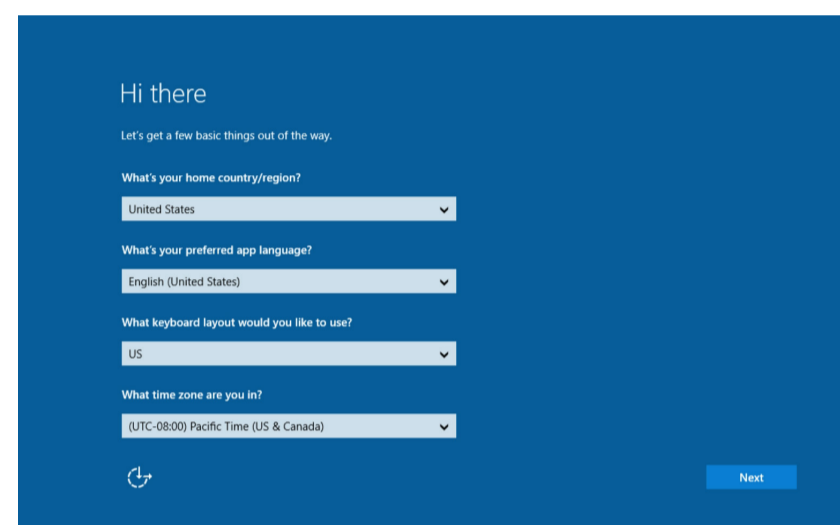 Hi there
Let's get a few basic things out of the way.
What's your home country/region?
United States
What's your preferred app language?
English (United States)
What keyboard layout would you like to use?
US
What time zone are you in?
(UTC-08:00) Pacific Time (US & Canada)
Next